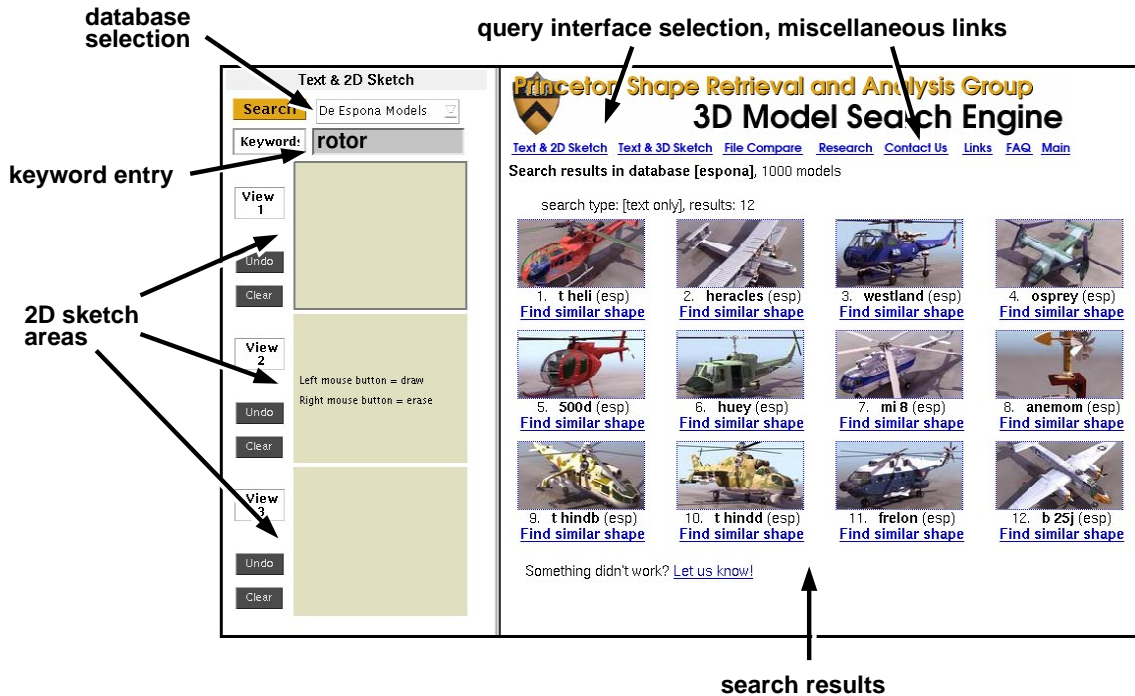 database
selection
query interface selection, miscellaneous links
Text & 2D Sketch
Search
De Espona Models
Keywords
rotor
keyword entry
View
1
Undo
Clear
2D sketch
areas
View
2
Left mouse button = draw
Right mouse button = erase
Undo
Clear
View
3
Undo
Clear
Princeton Shape Retrieval and Analysis Group
3D Model Search Engine
Text & 2D Sketch Text & 3D Sketch File Compare Research Contact Us Links FAQ Main
Search results in database [espona], 1000 models
search type: [text only], results: 12
1. t heli (esp) 2. heracles (esp) 3. westland (esp) 4. osprey (esp)
Find similar shape Find similar shape Find similar shape Find similar shape
5. 500d (esp) 6. huey (esp) 7. mi 8 (esp) 8. anemom (esp)
Find similar shape Find similar shape Find similar shape Find similar shape
9. t hindb (esp) 10. t hindd (esp) 11. frelon (esp) 12. b 25j (esp)
Find similar shape Find similar shape Find similar shape Find similar shape
Something didn't work? Let us know!
search results